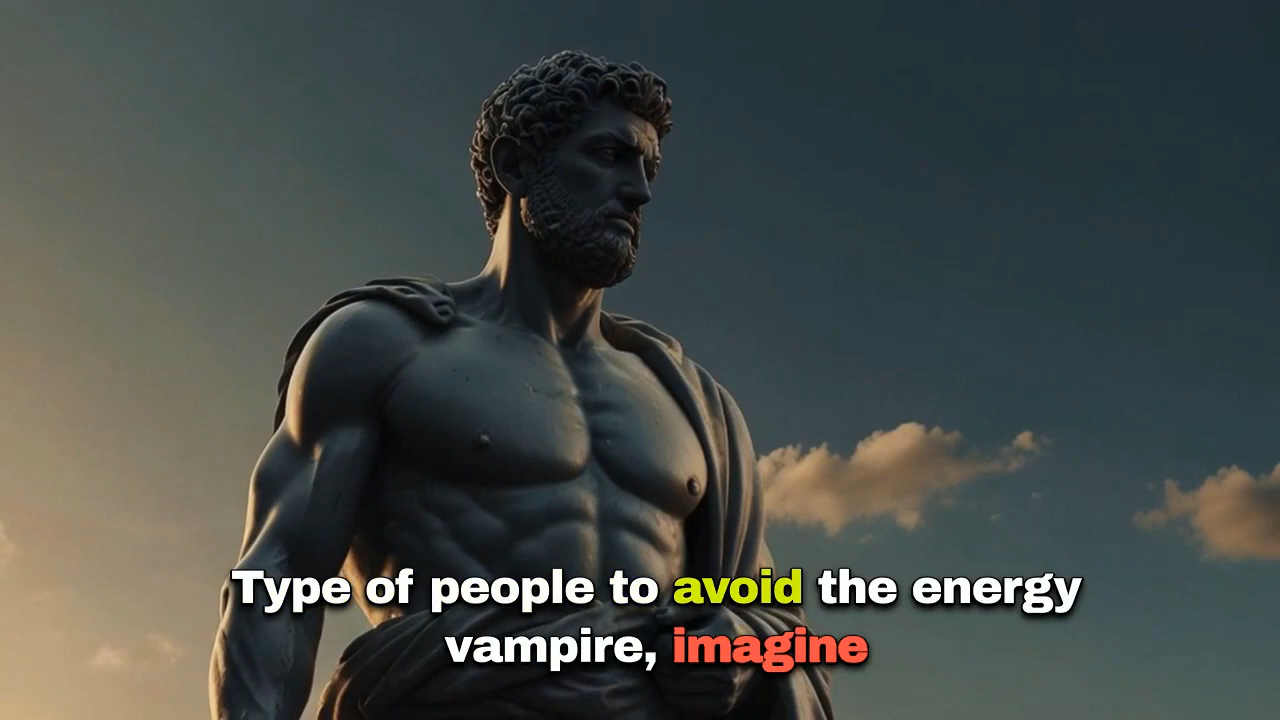 Type of people to avoid the energy
vampire, imagine